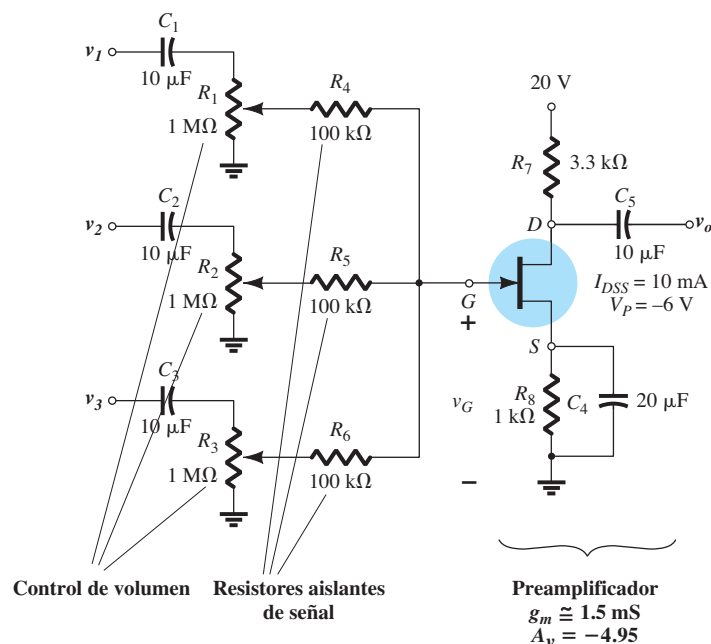 C1
v1
10 μF
R1
1 MΩ
R4
100 kΩ
20 V
R7
3.3 kΩ
C2
v2
10 μF
R2
1 MΩ
R5
100 kΩ
D
C5
10 μF
vo
G
+
IDSS = 10 mA
VP = –6 V
S
C3
v3
10 μF
R3
1 MΩ
R6
100 kΩ
vG
–
R8
1 kΩ
C4
20 μF
Control de volumen
Resistores aislantes
de señal
Preamplificador
gm ≅ 1.5 mS
Av = −4.95